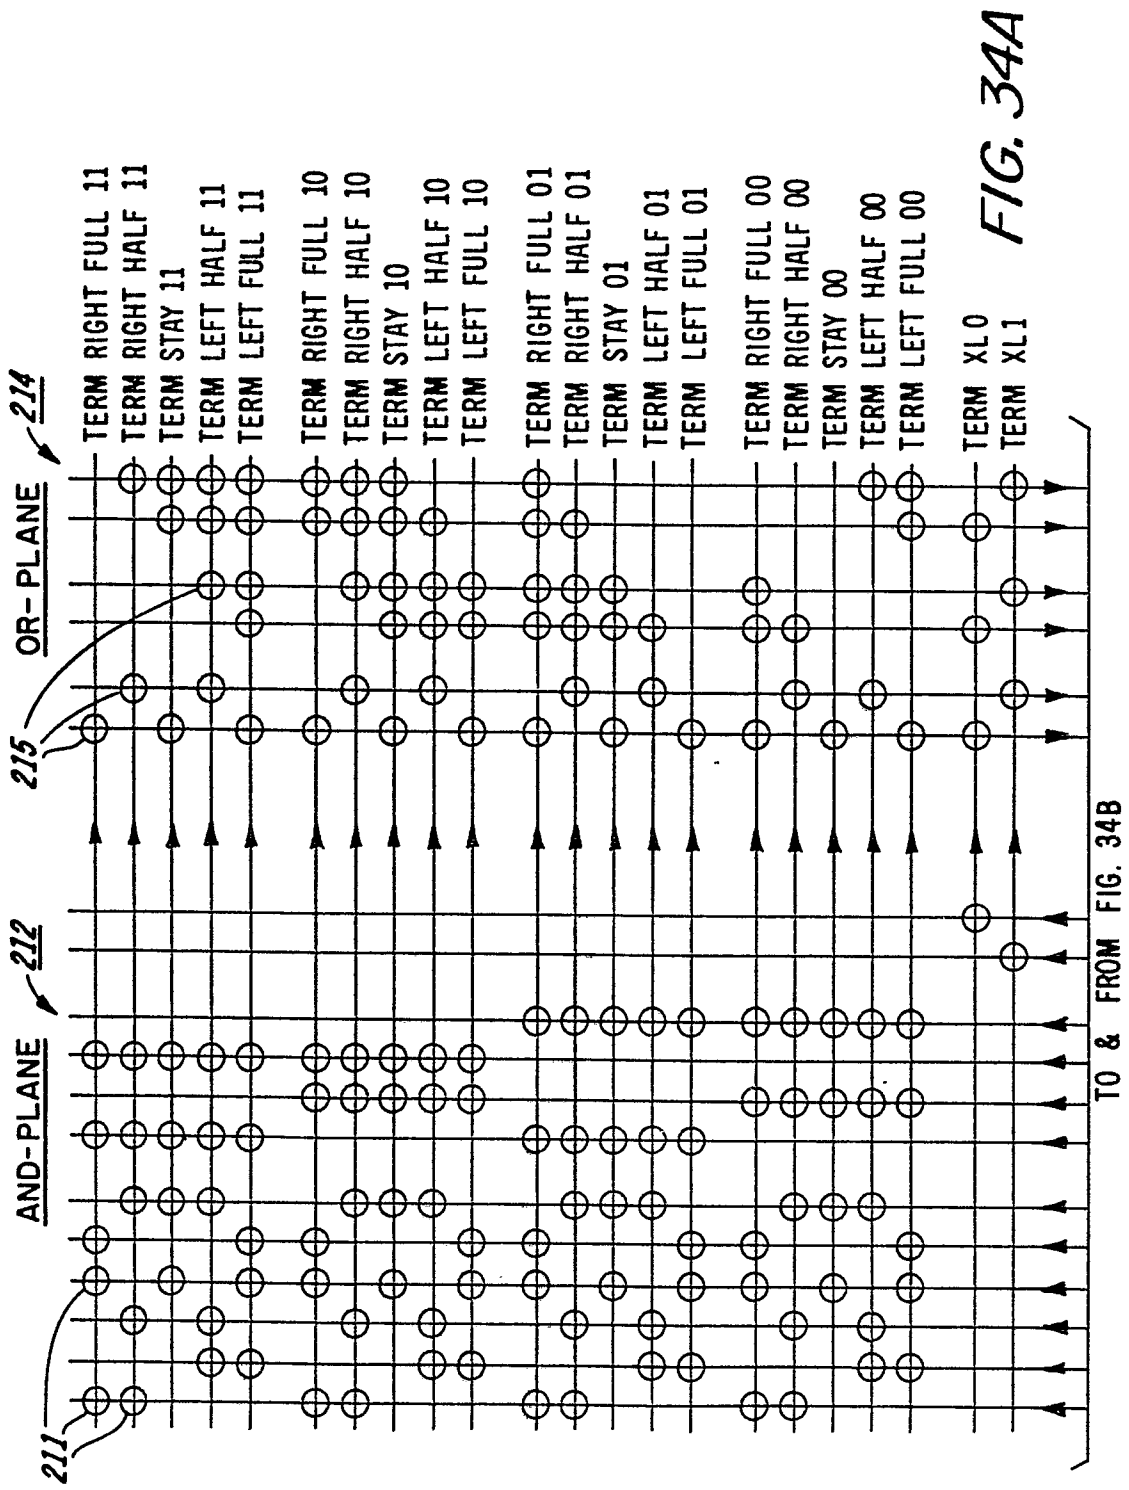 AND-PLANE
212
OR-PLANE
214
211
215
TERM RIGHT FULL 11
TERM RIGHT HALF 11
TERM STAY 11
TERM LEFT HALF 11
TERM LEFT FULL 11
TERM RIGHT FULL 10
TERM RIGHT HALF 10
TERM STAY 10
TERM LEFT HALF 10
TERM LEFT FULL 10
TERM RIGHT FULL 01
TERM RIGHT HALF 01
TERM STAY 01
TERM LEFT HALF 01
TERM LEFT FULL 01
TERM RIGHT FULL 00
TERM RIGHT HALF 00
TERM STAY 00
TERM LEFT HALF 00
TERM LEFT FULL 00
TERM XL0
TERM XL1
TO & FROM FIG. 34B
FIG. 34A